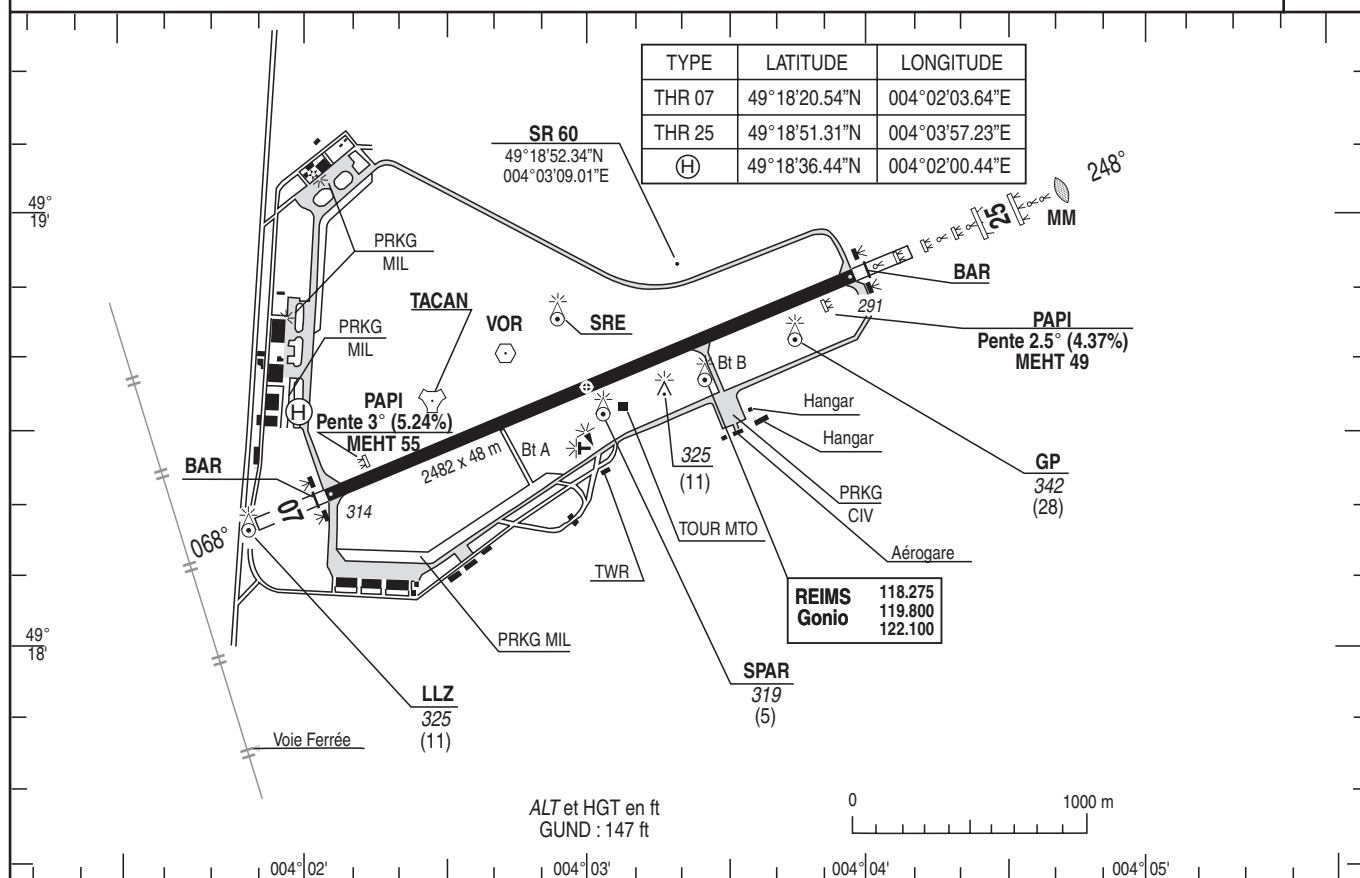 TYPE LATITUDE LONGITUDE
THR 07 49°18'20.54”N 004°02'03.64”E
THR 25 49°18'51.31”N 004°03'57.23”E
H 49°18'36.44”N 004°02'00.44”E
SR 60
49°18'52.34”N
004°03'09.01”E
248°
25
MM
49°
19'
PRKG
MIL
BAR
TACAN
VOR
SRE
291
PAPI
Pente 2.5° (4.37%)
MEHT 49
PRKG
MIL
Bt B
H
PAPI
Pente 3° (5.24%)
MEHT 55
Hangar
Hangar
2482 x 48 m
Bt A
T
325
(11)
GP
342
(28)
BAR
07
314
068°
PRKG
CIV
TOUR MTO
Aérogare
TWR
REIMS 118.275
Gonio 119.800
122.100
49°
18'
PRKG MIL
SPAR
319
(5)
LLZ
325
(11)
Voie Ferrée
ALT et HGT en ft
GUND : 147 ft
0 1000 m
004°02' 004°03' 004°04' 004°05'